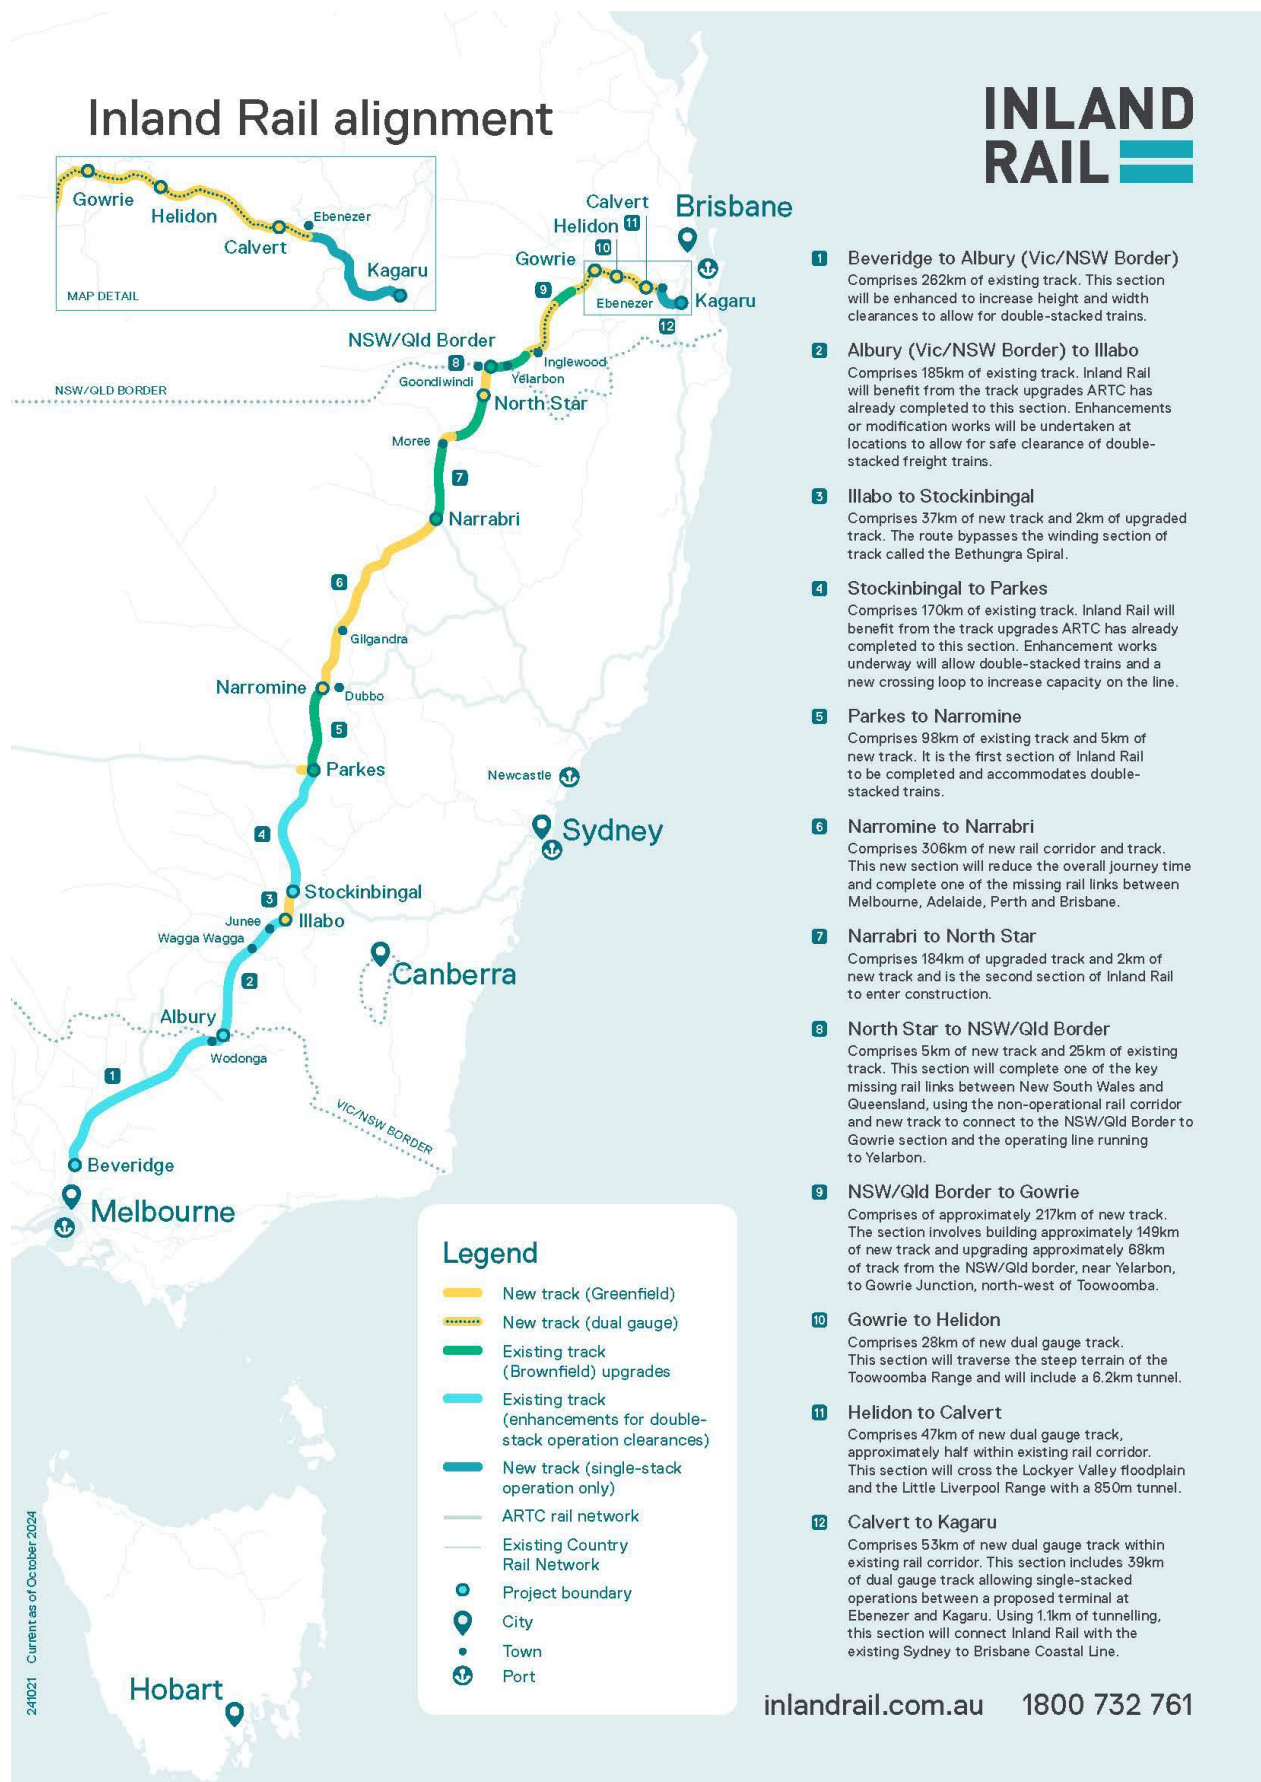 Inland Rail alignment
INLAND
RAIL
Gowrie
Helidon
Calvert
Ebenezer
Kagaru
MAP DETAIL
Calvert
Helidon 11
10
Gowrie
Brisbane
9
Ebenezer
Kagaru
12
NSW/Qld Border
8
Inglewood
Goondiwindi
Yelarbon
NSW/QLD BORDER
North Star
Moree
7
Narrabri
6
Gilgandra
Narromine
Dubbo
5
Parkes
Newcastle
4
Sydney
Stockinbingal
3
Junee
Illabo
Wagga Wagga
Canberra
2
Albury
Wodonga
1
VIC/NSW BORDER
Beveridge
Melbourne
Hobart
Legend
New track (Greenfield)
New track (dual gauge)
Existing track
(Brownfield) upgrades
Existing track
(enhancements for double-
stack operation clearances)
New track (single-stack
operation only)
ARTC rail network
Existing Country
Rail Network
Project boundary
City
Town
Port
1 Beveridge to Albury (Vic/NSW Border)
Comprises 262km of existing track. This section
will be enhanced to increase height and width
clearances to allow for double-stacked trains.
2 Albury (Vic/NSW Border) to Illabo
Comprises 185km of existing track. Inland Rail
will benefit from the track upgrades ARTC has
already completed to this section. Enhancements
or modification works will be undertaken at
locations to allow for safe clearance of double-
stacked freight trains.
3 Illabo to Stockinbingal
Comprises 37km of new track and 2km of upgraded
track. The route bypasses the winding section of
track called the Bethungra Spiral.
4 Stockinbingal to Parkes
Comprises 170km of existing track. Inland Rail will
benefit from the track upgrades ARTC has already
completed to this section. Enhancement works
underway will allow double-stacked trains and a
new crossing loop to increase capacity on the line.
5 Parkes to Narromine
Comprises 98km of existing track and 5km of
new track. It is the first section of Inland Rail
to be completed and accommodates double-
stacked trains.
6 Narromine to Narrabri
Comprises 306km of new rail corridor and track.
This new section will reduce the overall journey time
and complete one of the missing rail links between
Melbourne, Adelaide, Perth and Brisbane.
7 Narrabri to North Star
Comprises 184km of upgraded track and 2km of
new track and is the second section of Inland Rail
to enter construction.
8 North Star to NSW/Qld Border
Comprises 5km of new track and 25km of existing
track. This section will complete one of the key
missing rail links between New South Wales and
Queensland, using the non-operational rail corridor
and new track to connect to the NSW/Qld Border to
Gowrie section and the operating line running
to Yelarbon.
9 NSW/Qld Border to Gowrie
Comprises of approximately 217km of new track.
The section involves building approximately 149km
of new track and upgrading approximately 68km
of track from the NSW/Qld border, near Yelarbon,
to Gowrie Junction, north-west of Toowoomba.
10 Gowrie to Helidon
Comprises 28km of new dual gauge track.
This section will traverse the steep terrain of the
Toowoomba Range and will include a 6.2km tunnel.
11 Helidon to Calvert
Comprises 47km of new dual gauge track,
approximately half within existing rail corridor.
This section will cross the Lockyer Valley floodplain
and the Little Liverpool Range with a 850m tunnel.
12 Calvert to Kagaru
Comprises 53km of new dual gauge track within
existing rail corridor. This section includes 39km
of dual gauge track allowing single-stacked
operations between a proposed terminal at
Ebenezer and Kagaru. Using 1.1km of tunnelling,
this section will connect Inland Rail with the
existing Sydney to Brisbane Coastal Line.
inlandrail.com.au 1800 732 761
241021 Current as of October 2024